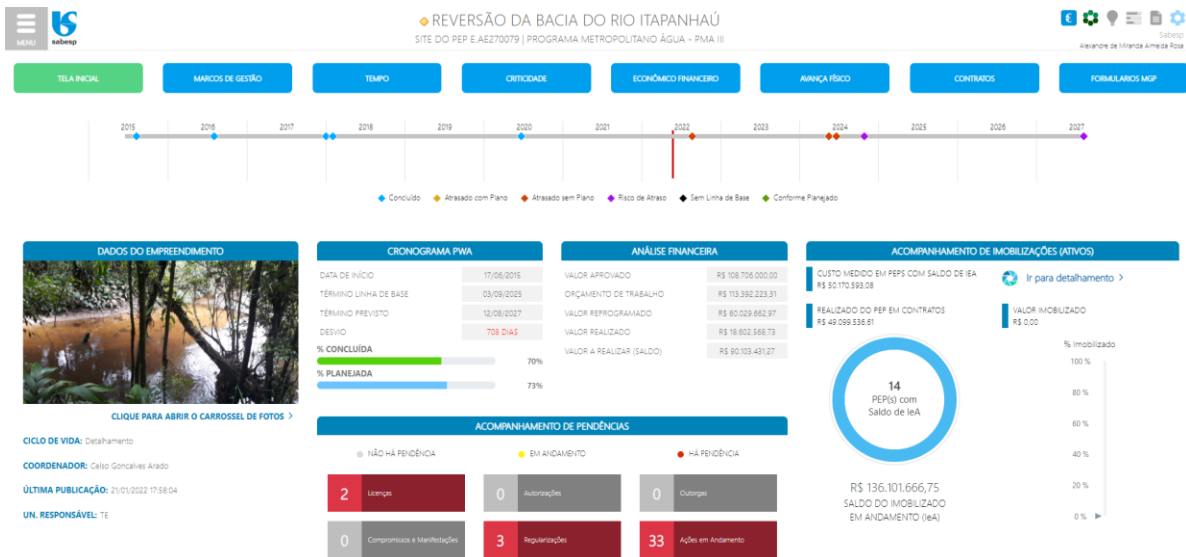 MENU
sabesp
REVERSÃO DA BACIA DO RIO ITAPANHAÚ
SITE DO PEP E.AE270079 | PROGRAMA METROPOLITANO ÁGUA - PMA III
Sabesp
Alexandre de Miranda Almeida Rosa
TELA INICIAL
MARCOS DE GESTÃO
TEMPO
CRITICIDADE
ECONÔMICO FINANCEIRO
AVANÇA FÍSICO
CONTRATOS
FORMULARIOS MGP
2015 2016 2017 2018 2019 2020 2021 2022 2023 2024 2025 2026 2027
Concluído Atrasado com Plano Atrasado sem Plano Risco de Atraso Sem Linha de Base Conforme Planejado
DADOS DO EMPREENDIMENTO
CLIQUE PARA ABRIR O CARROSSEL DE FOTOS >
CICLO DE VIDA: Detalhamento
COORDENADOR: Celso Goncalves Arado
ÚLTIMA PUBLICAÇÃO: 21/01/2022 17:58:04
UN. RESPONSÁVEL: TE
CRONOGRAMA PWA
DATA DE INÍCIO 17/06/2015
TÉRMINO LINHA DE BASE 03/09/2025
TÉRMINO PREVISTO 12/08/2027
DESVIO 708 DIAS
% CONCLUÍDA
70%
% PLANEJADA
73%
ANÁLISE FINANCEIRA
VALOR APROVADO R$ 108.706.000,00
ORÇAMENTO DE TRABALHO R$ 113.392.223,31
VALOR REPROGRAMADO R$ 60.029.662,97
VALOR REALIZADO R$ 18.602.568,73
VALOR A REALIZAR (SALDO) R$ 90.103.431,27
ACOMPANHAMENTO DE PENDÊNCIAS
NÃO HÁ PENDÊNCIA EM ANDAMENTO HÁ PENDÊNCIA
2 Licenças
0 Autorizações
0 Outorgas
0 Compromissos e Manifestações
3 Regularizações
33 Ações em Andamento
ACOMPANHAMENTO DE IMOBILIZAÇÕES (ATIVOS)
CUSTO MEDIDO EM PEPS COM SALDO DE IEA
R$ 50.170.593,08
Ir para detalhamento >
REALIZADO DO PEP EM CONTRATOS
R$ 49.099.536,61
VALOR IMOBILIZADO
R$ 0,00
14
PEP(s) com
Saldo de IeA
R$ 136.101.666,75
SALDO DO IMOBILIZADO
EM ANDAMENTO (IeA)
% Imobilizado
100 %
80 %
60 %
40 %
20 %
0 %